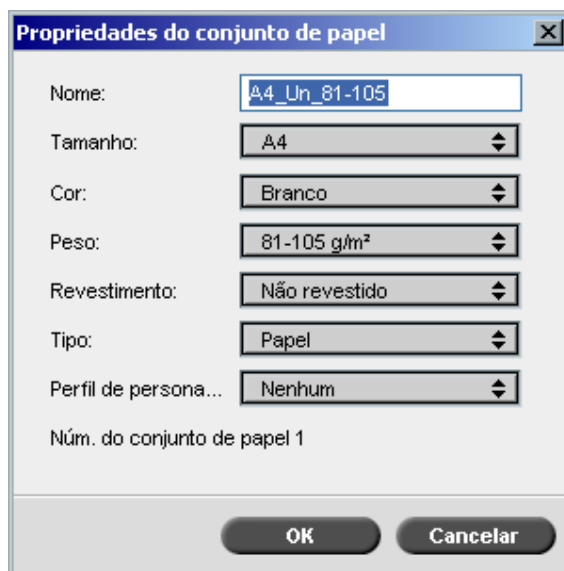 Propriedades do conjunto de papel
Nome: A4_Un_81-105
Tamanho: A4
Cor: Branco
Peso: 81-105 g/m²
Revestimento: Não revestido
Tipo: Papel
Perfil de persona... Nenhum
Núm. do conjunto de papel 1
OK Cancelar